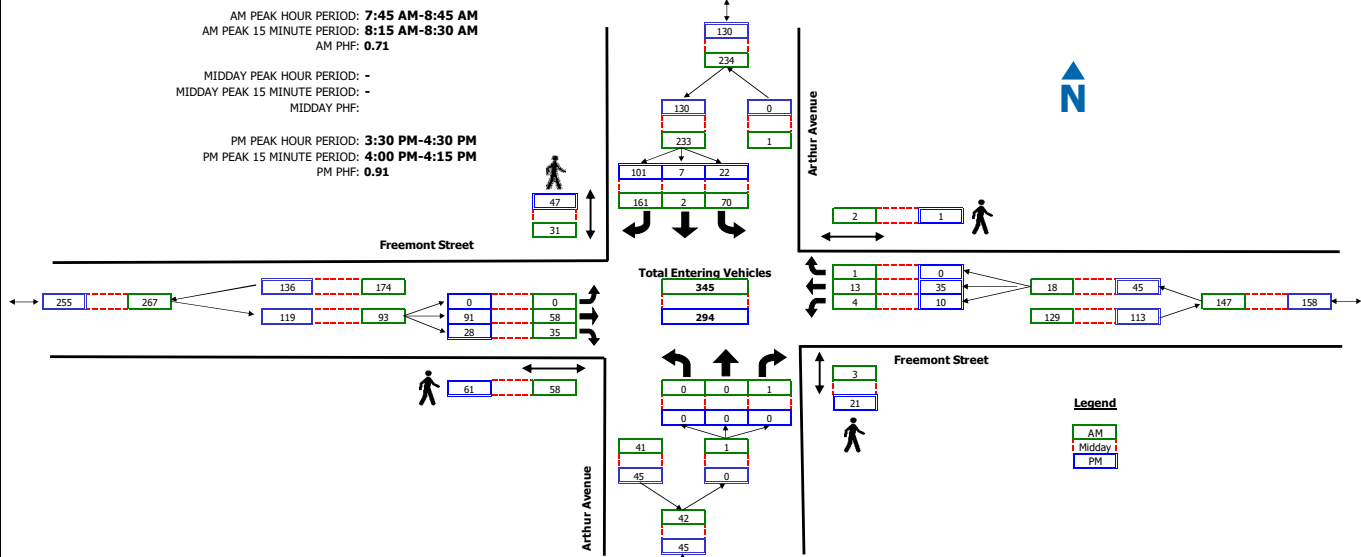 AM PEAK HOUR PERIOD: 7:45 AM-8:45 AM
AM PEAK 15 MINUTE PERIOD: 8:15 AM-8:30 AM
AM PHF: 0.71
MIDDAY PEAK HOUR PERIOD: -
MIDDAY PEAK 15 MINUTE PERIOD: -
MIDDAY PHF:
PM PEAK HOUR PERIOD: 3:30 PM-4:30 PM
PM PEAK 15 MINUTE PERIOD: 4:00 PM-4:15 PM
PM PHF: 0.91
130
234
130 0
233 1
101 7 22
161 2 70
Arthur Avenue
N
47
31
Freemont Street
2 1
Total Entering Vehicles
345
294
255 267
136 174
119 93
0 0
91 58
28 35
1 0
13 35
4 10
18 45
129 113
147 158
Freemont Street
61 58
0 0 1
0 0 0
41 1
45 0
42
45
Arthur Avenue
3
21
Legend
AM
Midday
PM